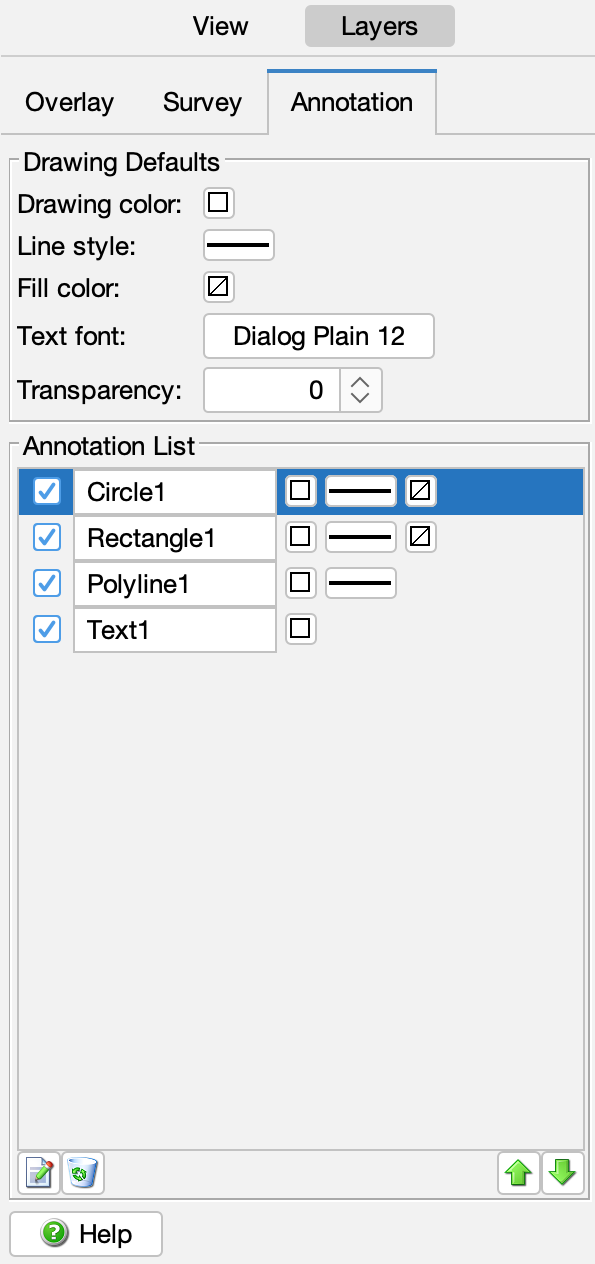 View Layers
Overlay Survey Annotation
Drawing Defaults
Drawing color:
Line style:
Fill color:
Text font: Dialog Plain 12
Transparency: 0
Annotation List
Circle1
Rectangle1
Polyline1
Text1
? Help